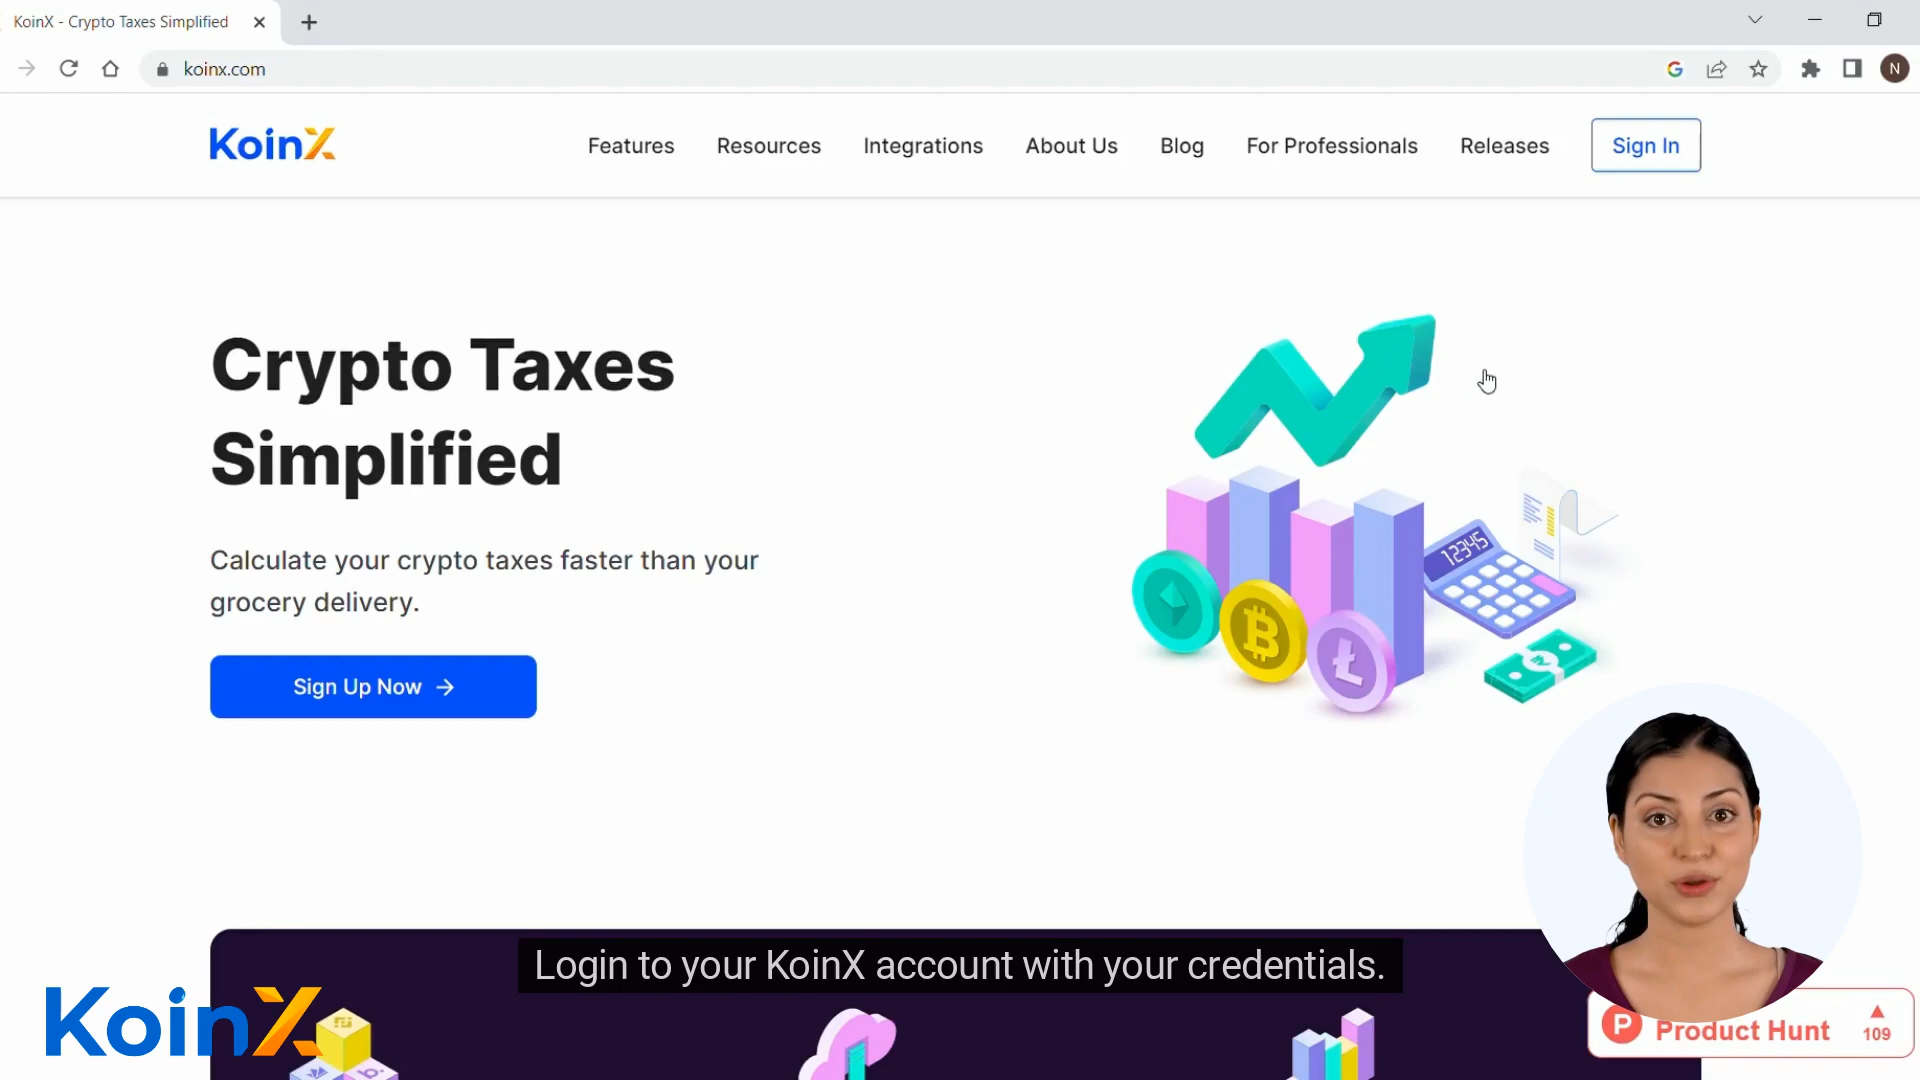 KoinX - Crypto Taxes Simplified
koinx.com
N
KoinX
Features
Resources
Integrations
About Us
Blog
For Professionals
Releases
Sign In
Crypto Taxes
Simplified
Calculate your crypto taxes faster than your
grocery delivery.
Sign Up Now
12345
Login to your KoinX account with your credentials.
KoinX
P
Product Hunt
109